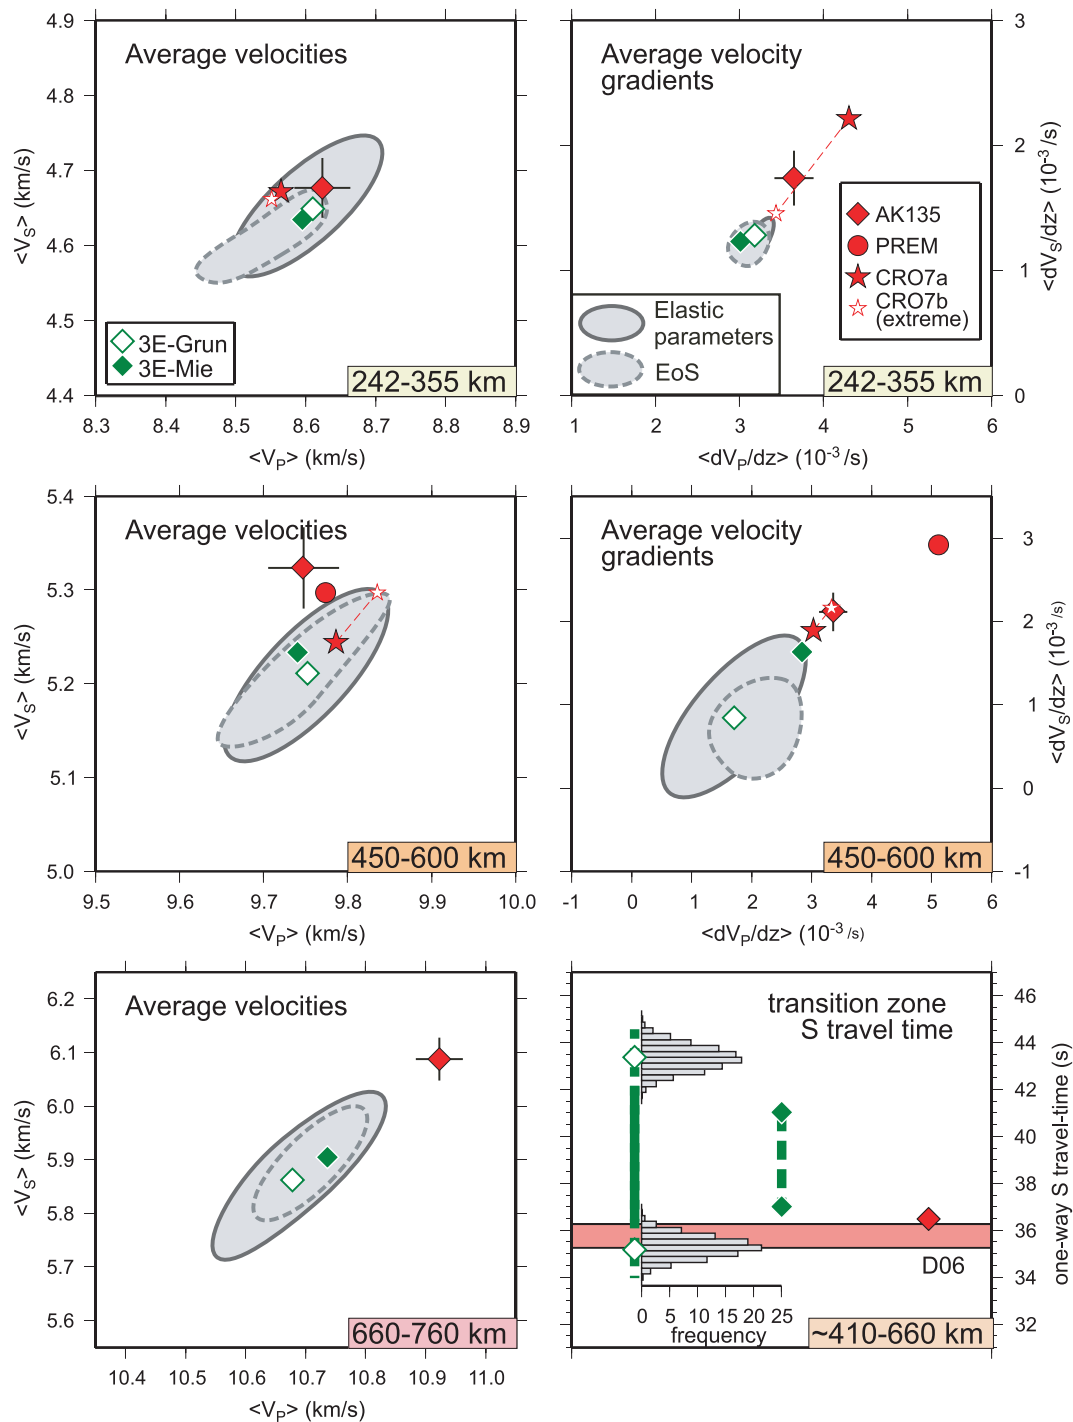 4.9
4.8
4.7
4.6
4.5
4.4
<V_S> (km/s)
Average velocities
3E-Grun
3E-Mie
242-355 km
8.3 8.4 8.5 8.6 8.7 8.8 8.9
<V_P> (km/s)
Average velocity
gradients
AK135
PREM
CRO7a
CRO7b
(extreme)
Elastic
parameters
EoS
242-355 km
3
2
1
0
<dV_S/dz> (10^-3 /s)
1 2 3 4 5 6
<dV_P/dz> (10^-3 /s)
5.4
5.3
5.2
5.1
5.0
<V_S> (km/s)
Average velocities
450-600 km
9.5 9.6 9.7 9.8 9.9 10.0
<V_P> (km/s)
Average velocity
gradients
450-600 km
3
2
1
0
-1
<dV_S/dz> (10^-3 /s)
-1 0 1 2 3 4 5 6
<dV_P/dz> (10^-3 /s)
6.2
6.1
6.0
5.9
5.8
5.7
5.6
<V_S> (km/s)
Average velocities
660-760 km
10.4 10.5 10.6 10.7 10.8 10.9 11.0
<V_P> (km/s)
transition zone
S travel time
D06
0 5 10 15 20 25
frequency
~410-660 km
46
44
42
40
38
36
34
32
one-way S travel-time (s)